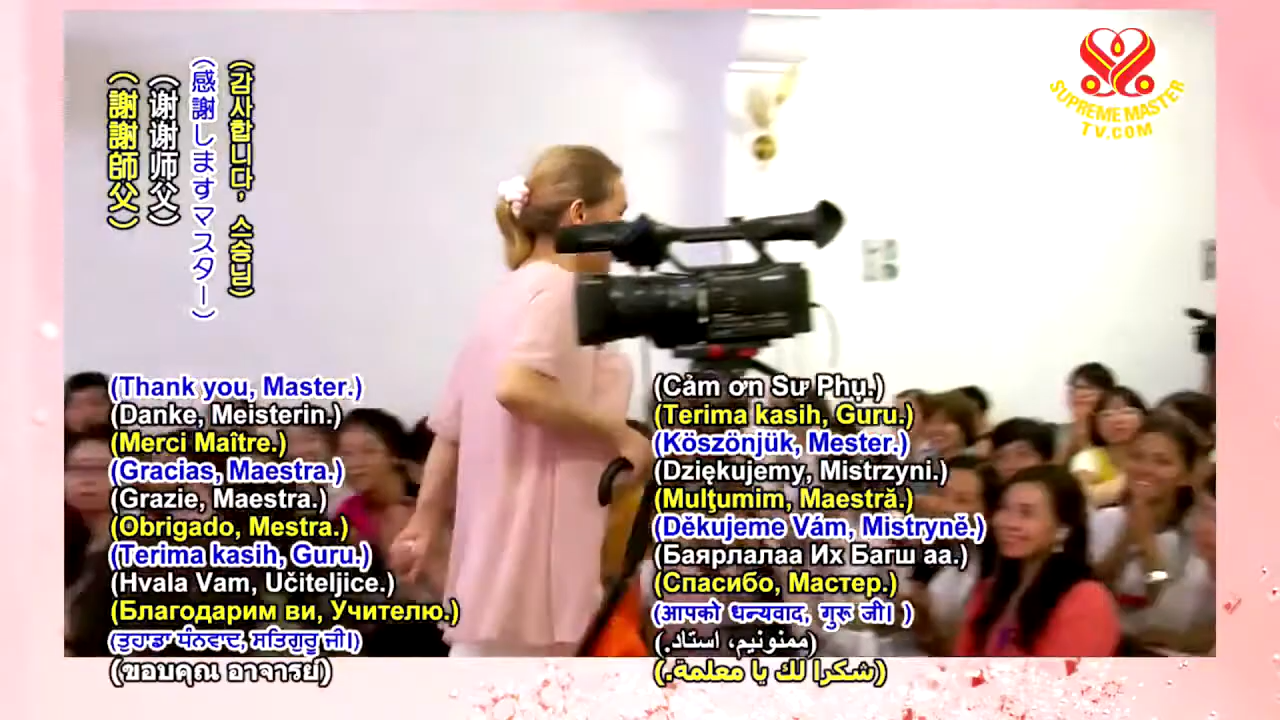 (감사합니다, 스승님)
(感謝しますマスター)
(谢谢师父)
(謝謝師父)
SUPREME MASTER
TV.COM
(Thank you, Master.)
(Danke, Meisterin.)
(Merci Maître.)
(Gracias, Maestra.)
(Grazie, Maestra.)
(Obrigado, Mestra.)
(Terima kasih, Guru.)
(Hvala Vam, Učiteljice.)
(Благодарим ви, Учителю.)
(ਤੁਹਾਡਾ ਧੰਨਵਾਦ, ਸਤਿਗੁਰੂ ਜੀ।)
(ขอบคุณ อาจารย์)
(Cảm ơn Sư Phụ.)
(Terima kasih, Guru.)
(Köszönjük, Mester.)
(Dziękujemy, Mistrzyni.)
(Mulţumim, Maestră.)
(Děkujeme Vám, Mistryně.)
(Баярлалаа Их Багш аа.)
(Спасибо, Мастер.)
(आपको धन्यवाद, गुरू जी। )
(ممنونیم، استاد.)
(شكرا لك يا معلمة.)